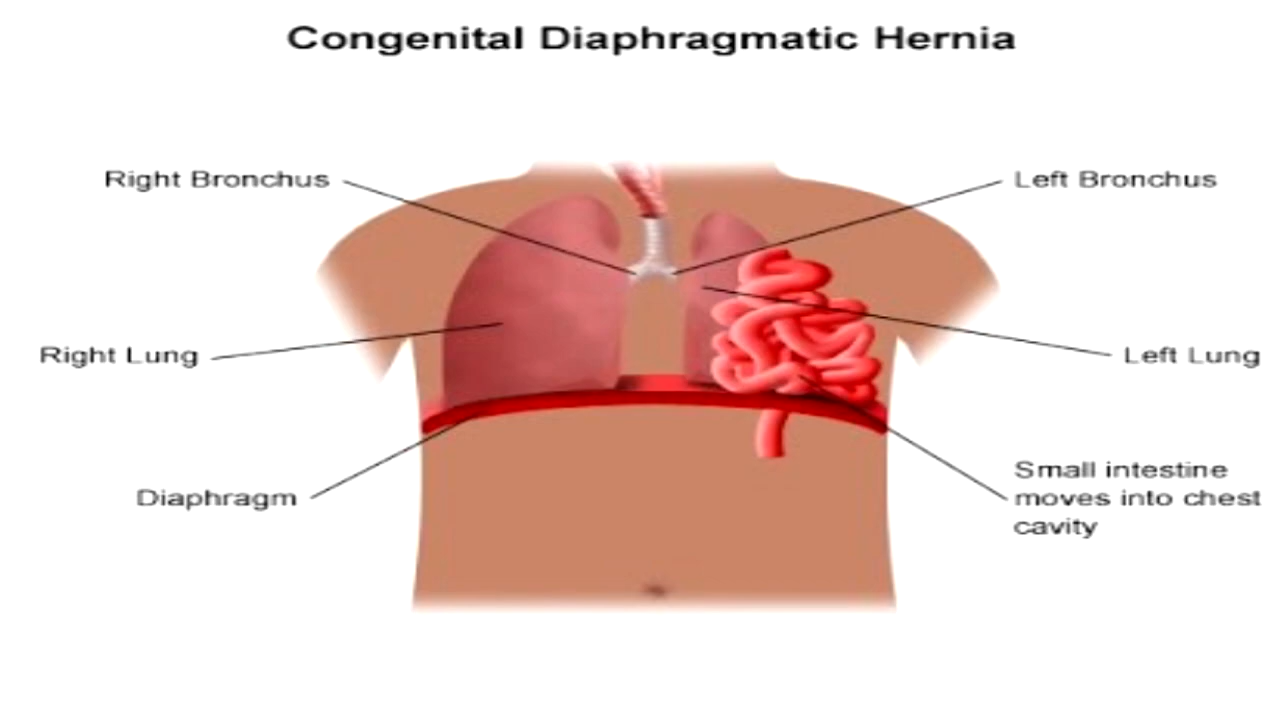 Congenital Diaphragmatic Hernia
Right Bronchus
Left Bronchus
Right Lung
Left Lung
Diaphragm
Small intestine
moves into chest
cavity